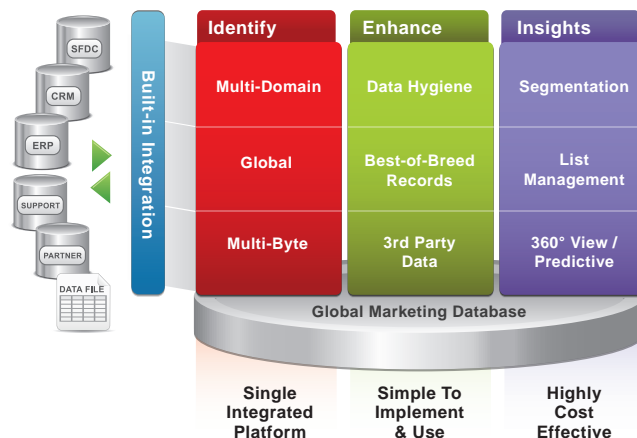 SFDC
CRM
ERP
SUPPORT
PARTNER
DATA FILE
Built-in Integration
Identify
Multi-Domain
Global
Multi-Byte
Enhance
Data Hygiene
Best-of-Breed
Records
3rd Party
Data
Insights
Segmentation
List
Management
360° View /
Predictive
Global Marketing Database
Single
Integrated
Platform
Simple To
Implement
& Use
Highly
Cost
Effective